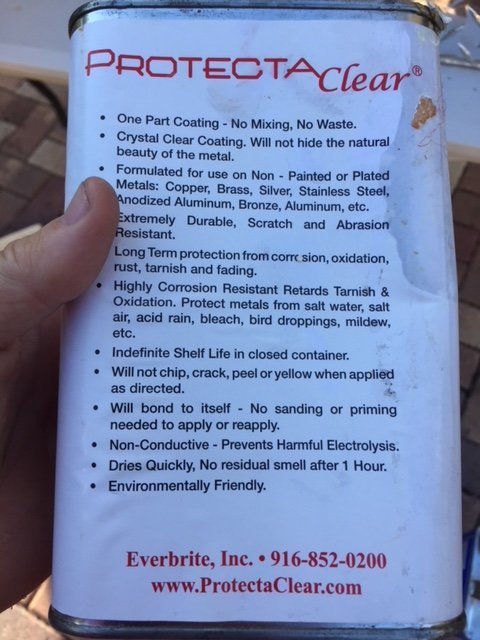 PROTECTAClear®
• One Part Coating - No Mixing, No Waste.
• Crystal Clear Coating. Will not hide the natural
beauty of the metal.
• Formulated for use on Non - Painted or Plated
Metals: Copper, Brass, Silver, Stainless Steel,
Anodized Aluminum, Bronze, Aluminum, etc.
Extremely Durable, Scratch and Abrasion
Resistant.
Long Term protection from corrosion, oxidation,
rust, tarnish and fading.
• Highly Corrosion Resistant Retards Tarnish &
Oxidation. Protect metals from salt water, salt
air, acid rain, bleach, bird droppings, mildew,
etc.
• Indefinite Shelf Life in closed container.
• Will not chip, crack, peel or yellow when applied
as directed.
• Will bond to itself - No sanding or priming
needed to apply or reapply.
• Non-Conductive - Prevents Harmful Electrolysis.
• Dries Quickly, No residual smell after 1 Hour.
• Environmentally Friendly.
Everbrite, Inc. • 916-852-0200
www.ProtectaClear.com